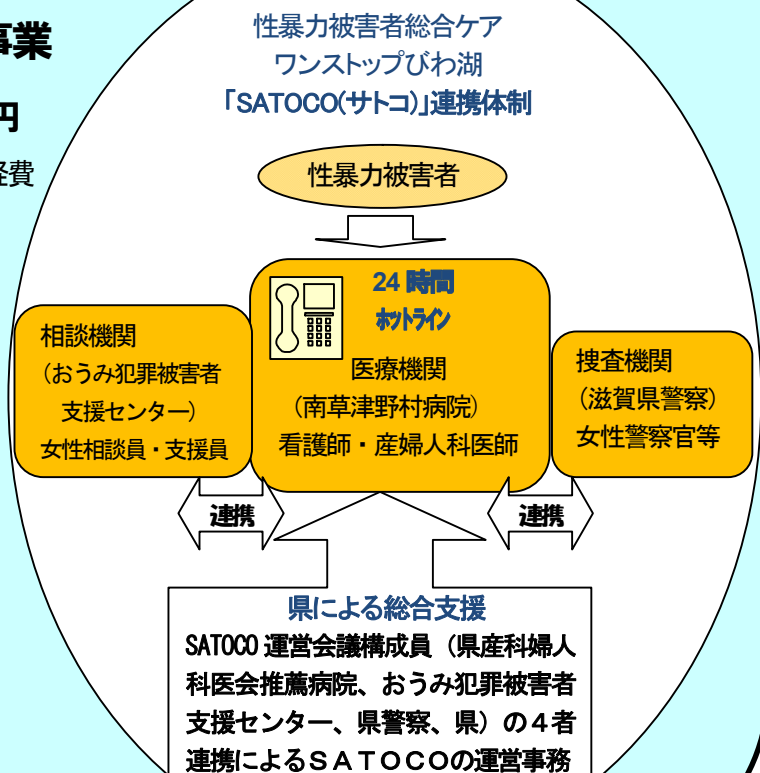 事業
円
経費
性暴力被害者総合ケア
ワンストップびわ湖
「SATOCO(サトコ)」連携体制
性暴力被害者
24 時間
ホットライン
医療機関
(南草津野村病院)
看護師・産婦人科医師
相談機関
(おうみ犯罪被害者
支援センター)
女性相談員・支援員
捜査機関
(滋賀県警察)
女性警察官等
連携
連携
県による総合支援
SATOCO 運営会議構成員(県産科婦人
科医会推薦病院、おうみ犯罪被害者
支援センター、県警察、県)の4者
連携によるSATOCOの運営事務